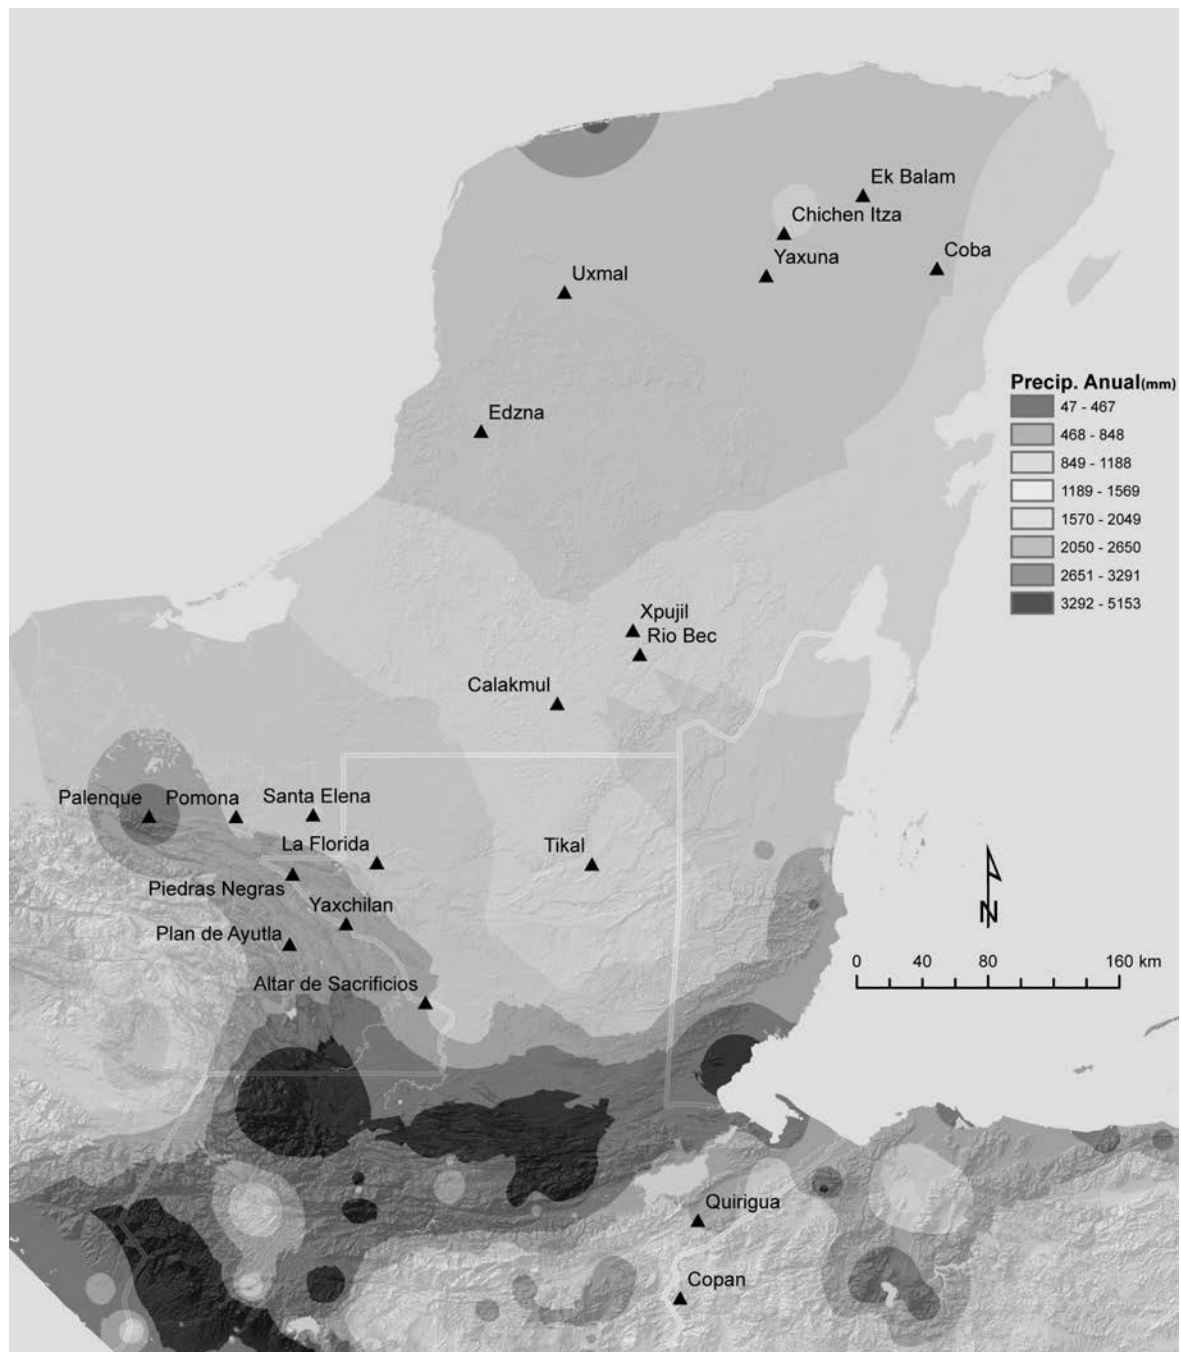 Ek Balam
Chichen Itza
Yaxuna
Coba
Uxmal
Edzna
Precip. Anual(mm)
47 - 467
468 - 848
849 - 1188
1189 - 1569
1570 - 2049
2050 - 2650
2651 - 3291
3292 - 5153
Xpujil
Rio Bec
Calakmul
Palenque
Pomona
Santa Elena
La Florida
Tikal
Piedras Negras
Yaxchilan
Plan de Ayutla
Altar de Sacrificios
N
0 40 80 160 km
Quirigua
Copan